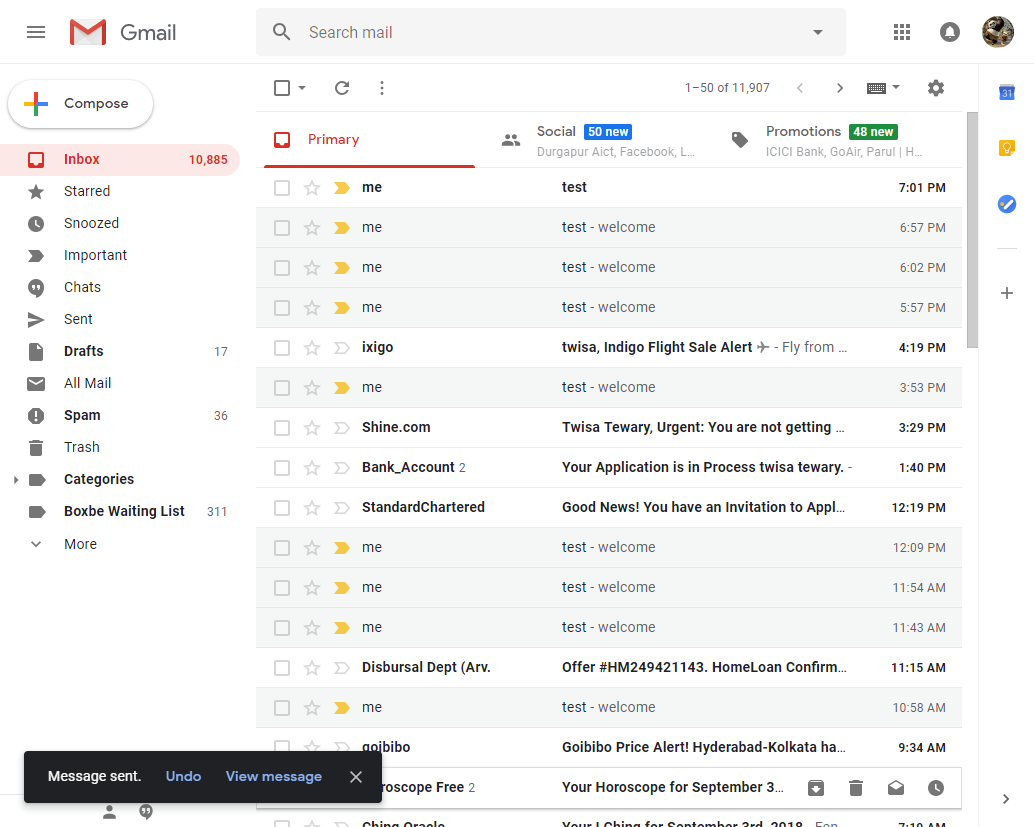 Gmail
Search mail
Compose
1–50 of 11,907
31
Inbox 10,885
Starred
Snoozed
Important
Chats
Sent
Drafts 17
All Mail
Spam 36
Trash
Categories
Boxbe Waiting List 311
More
Primary
Social 50 new
Durgapur Aict, Facebook, L...
Promotions 48 new
ICICI Bank, GoAir, Parul | H...
me test 7:01 PM
me test - welcome 6:57 PM
me test - welcome 6:02 PM
me test - welcome 5:57 PM
ixigo twisa, Indigo Flight Sale Alert ✈ - Fly from ... 4:19 PM
me test - welcome 3:53 PM
Shine.com Twisa Tewary, Urgent: You are not getting ... 3:29 PM
Bank_Account 2 Your Application is in Process twisa tewary. - 1:40 PM
StandardChartered Good News! You have an Invitation to Appl... 12:19 PM
me test - welcome 12:09 PM
me test - welcome 11:54 AM
me test - welcome 11:43 AM
Disbursal Dept (Arv. Offer #HM249421143. HomeLoan Confirm... 11:15 AM
me test - welcome 10:58 AM
goibibo Goibibo Price Alert! Hyderabad-Kolkata ha... 9:34 AM
roscope Free 2 Your Horoscope for September 3...
Ching Oracle Your I Ching for September 3rd, 2018 - Fen 7:19 AM
Message sent. Undo View message